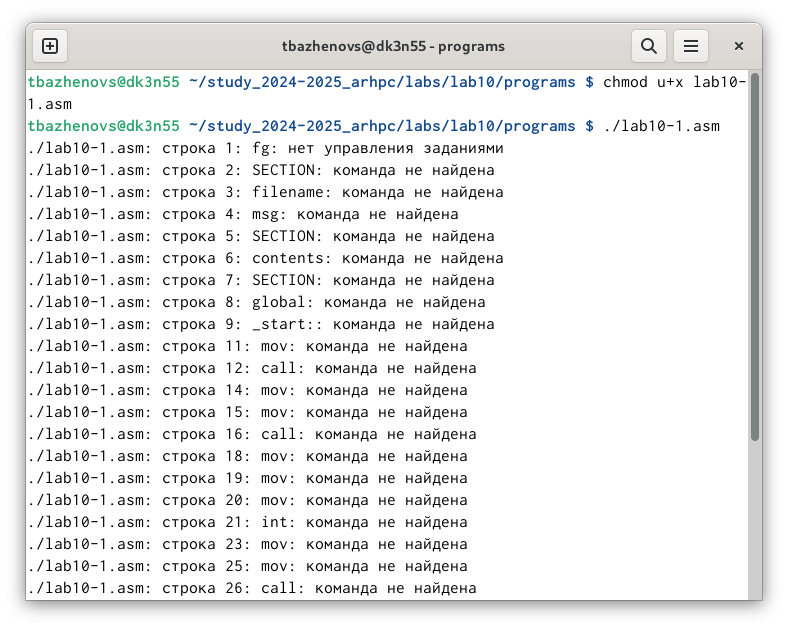 tbazhenovs@dk3n55 - programs
tbazhenovs@dk3n55 ~/study_2024-2025_arhpc/labs/lab10/programs $ chmod u+x lab10-
1.asm
tbazhenovs@dk3n55 ~/study_2024-2025_arhpc/labs/lab10/programs $ ./lab10-1.asm
./lab10-1.asm: строка 1: fg: нет управления заданиями
./lab10-1.asm: строка 2: SECTION: команда не найдена
./lab10-1.asm: строка 3: filename: команда не найдена
./lab10-1.asm: строка 4: msg: команда не найдена
./lab10-1.asm: строка 5: SECTION: команда не найдена
./lab10-1.asm: строка 6: contents: команда не найдена
./lab10-1.asm: строка 7: SECTION: команда не найдена
./lab10-1.asm: строка 8: global: команда не найдена
./lab10-1.asm: строка 9: _start:: команда не найдена
./lab10-1.asm: строка 11: mov: команда не найдена
./lab10-1.asm: строка 12: call: команда не найдена
./lab10-1.asm: строка 14: mov: команда не найдена
./lab10-1.asm: строка 15: mov: команда не найдена
./lab10-1.asm: строка 16: call: команда не найдена
./lab10-1.asm: строка 18: mov: команда не найдена
./lab10-1.asm: строка 19: mov: команда не найдена
./lab10-1.asm: строка 20: mov: команда не найдена
./lab10-1.asm: строка 21: int: команда не найдена
./lab10-1.asm: строка 23: mov: команда не найдена
./lab10-1.asm: строка 25: mov: команда не найдена
./lab10-1.asm: строка 26: call: команда не найдена